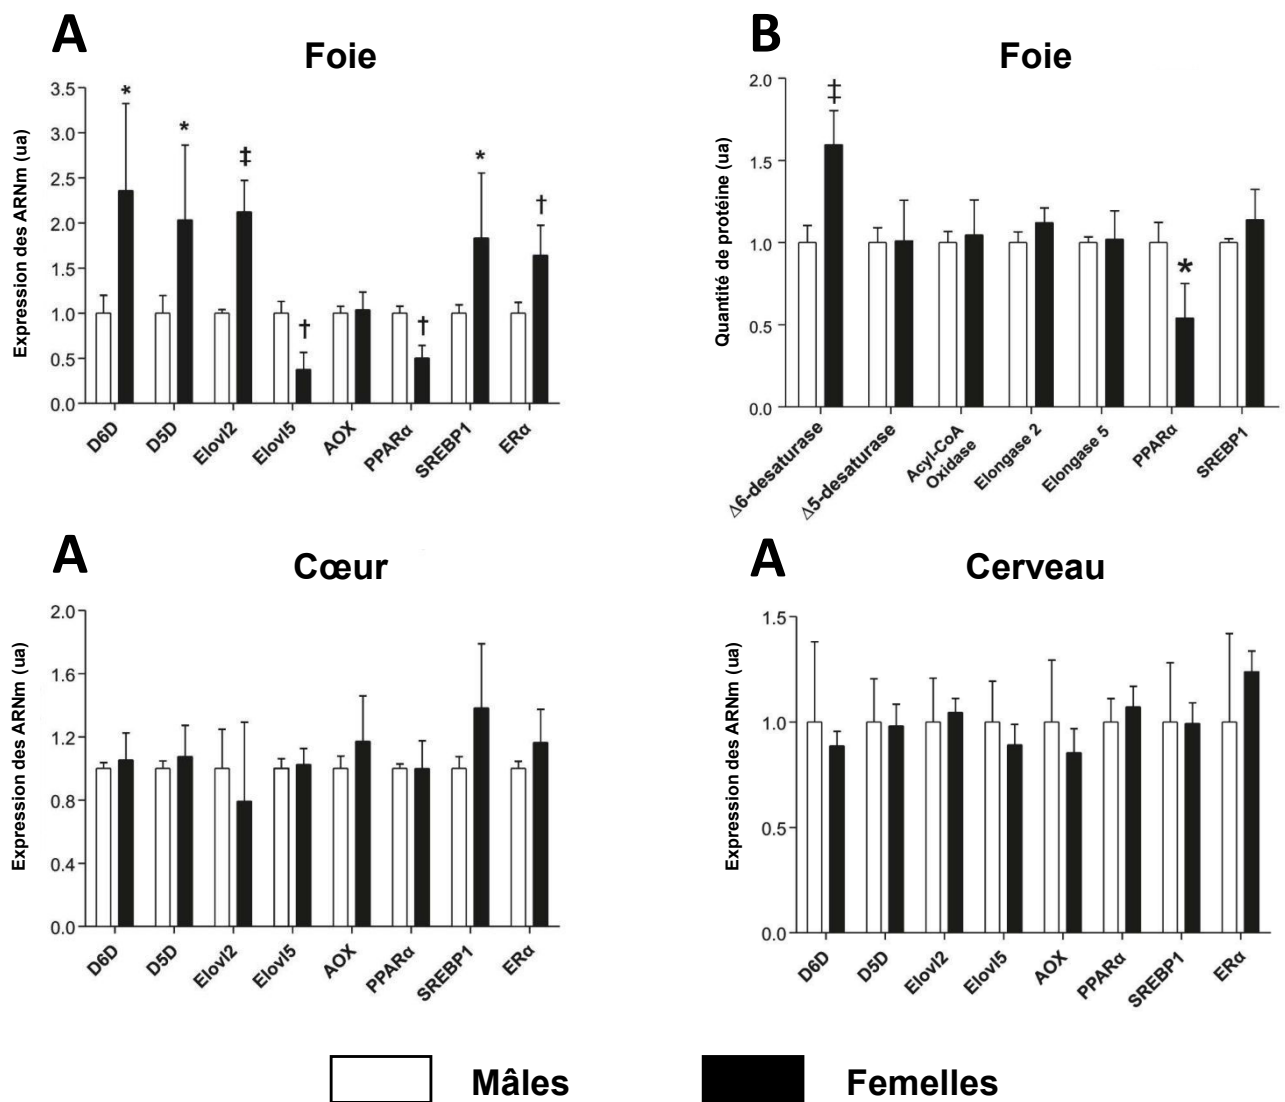 A
Foie
Expression des ARNm (ua)
3.5
3.0
2.5
2.0
1.5
1.0
0.5
0.0
*
*
‡
†
†
*
†
D6D
D5D
Elovl2
Elovl5
AOX
PPARα
SREBP1
ERα
B
Foie
Quantité de protéine (ua)
2.0
1.5
1.0
0.5
0.0
‡
*
Δ6-desaturase
Δ5-desaturase
Acyl-CoA
Oxidase
Elongase 2
Elongase 5
PPARα
SREBP1
A
Cœur
Expression des ARNm (ua)
2.0
1.6
1.2
0.8
0.4
0.0
D6D
D5D
Elovl2
Elovl5
AOX
PPARα
SREBP1
ERα
A
Cerveau
Expression des ARNm (ua)
1.5
1.0
0.5
0.0
D6D
D5D
Elovl2
Elovl5
AOX
PPARα
SREBP1
ERα
Mâles
Femelles